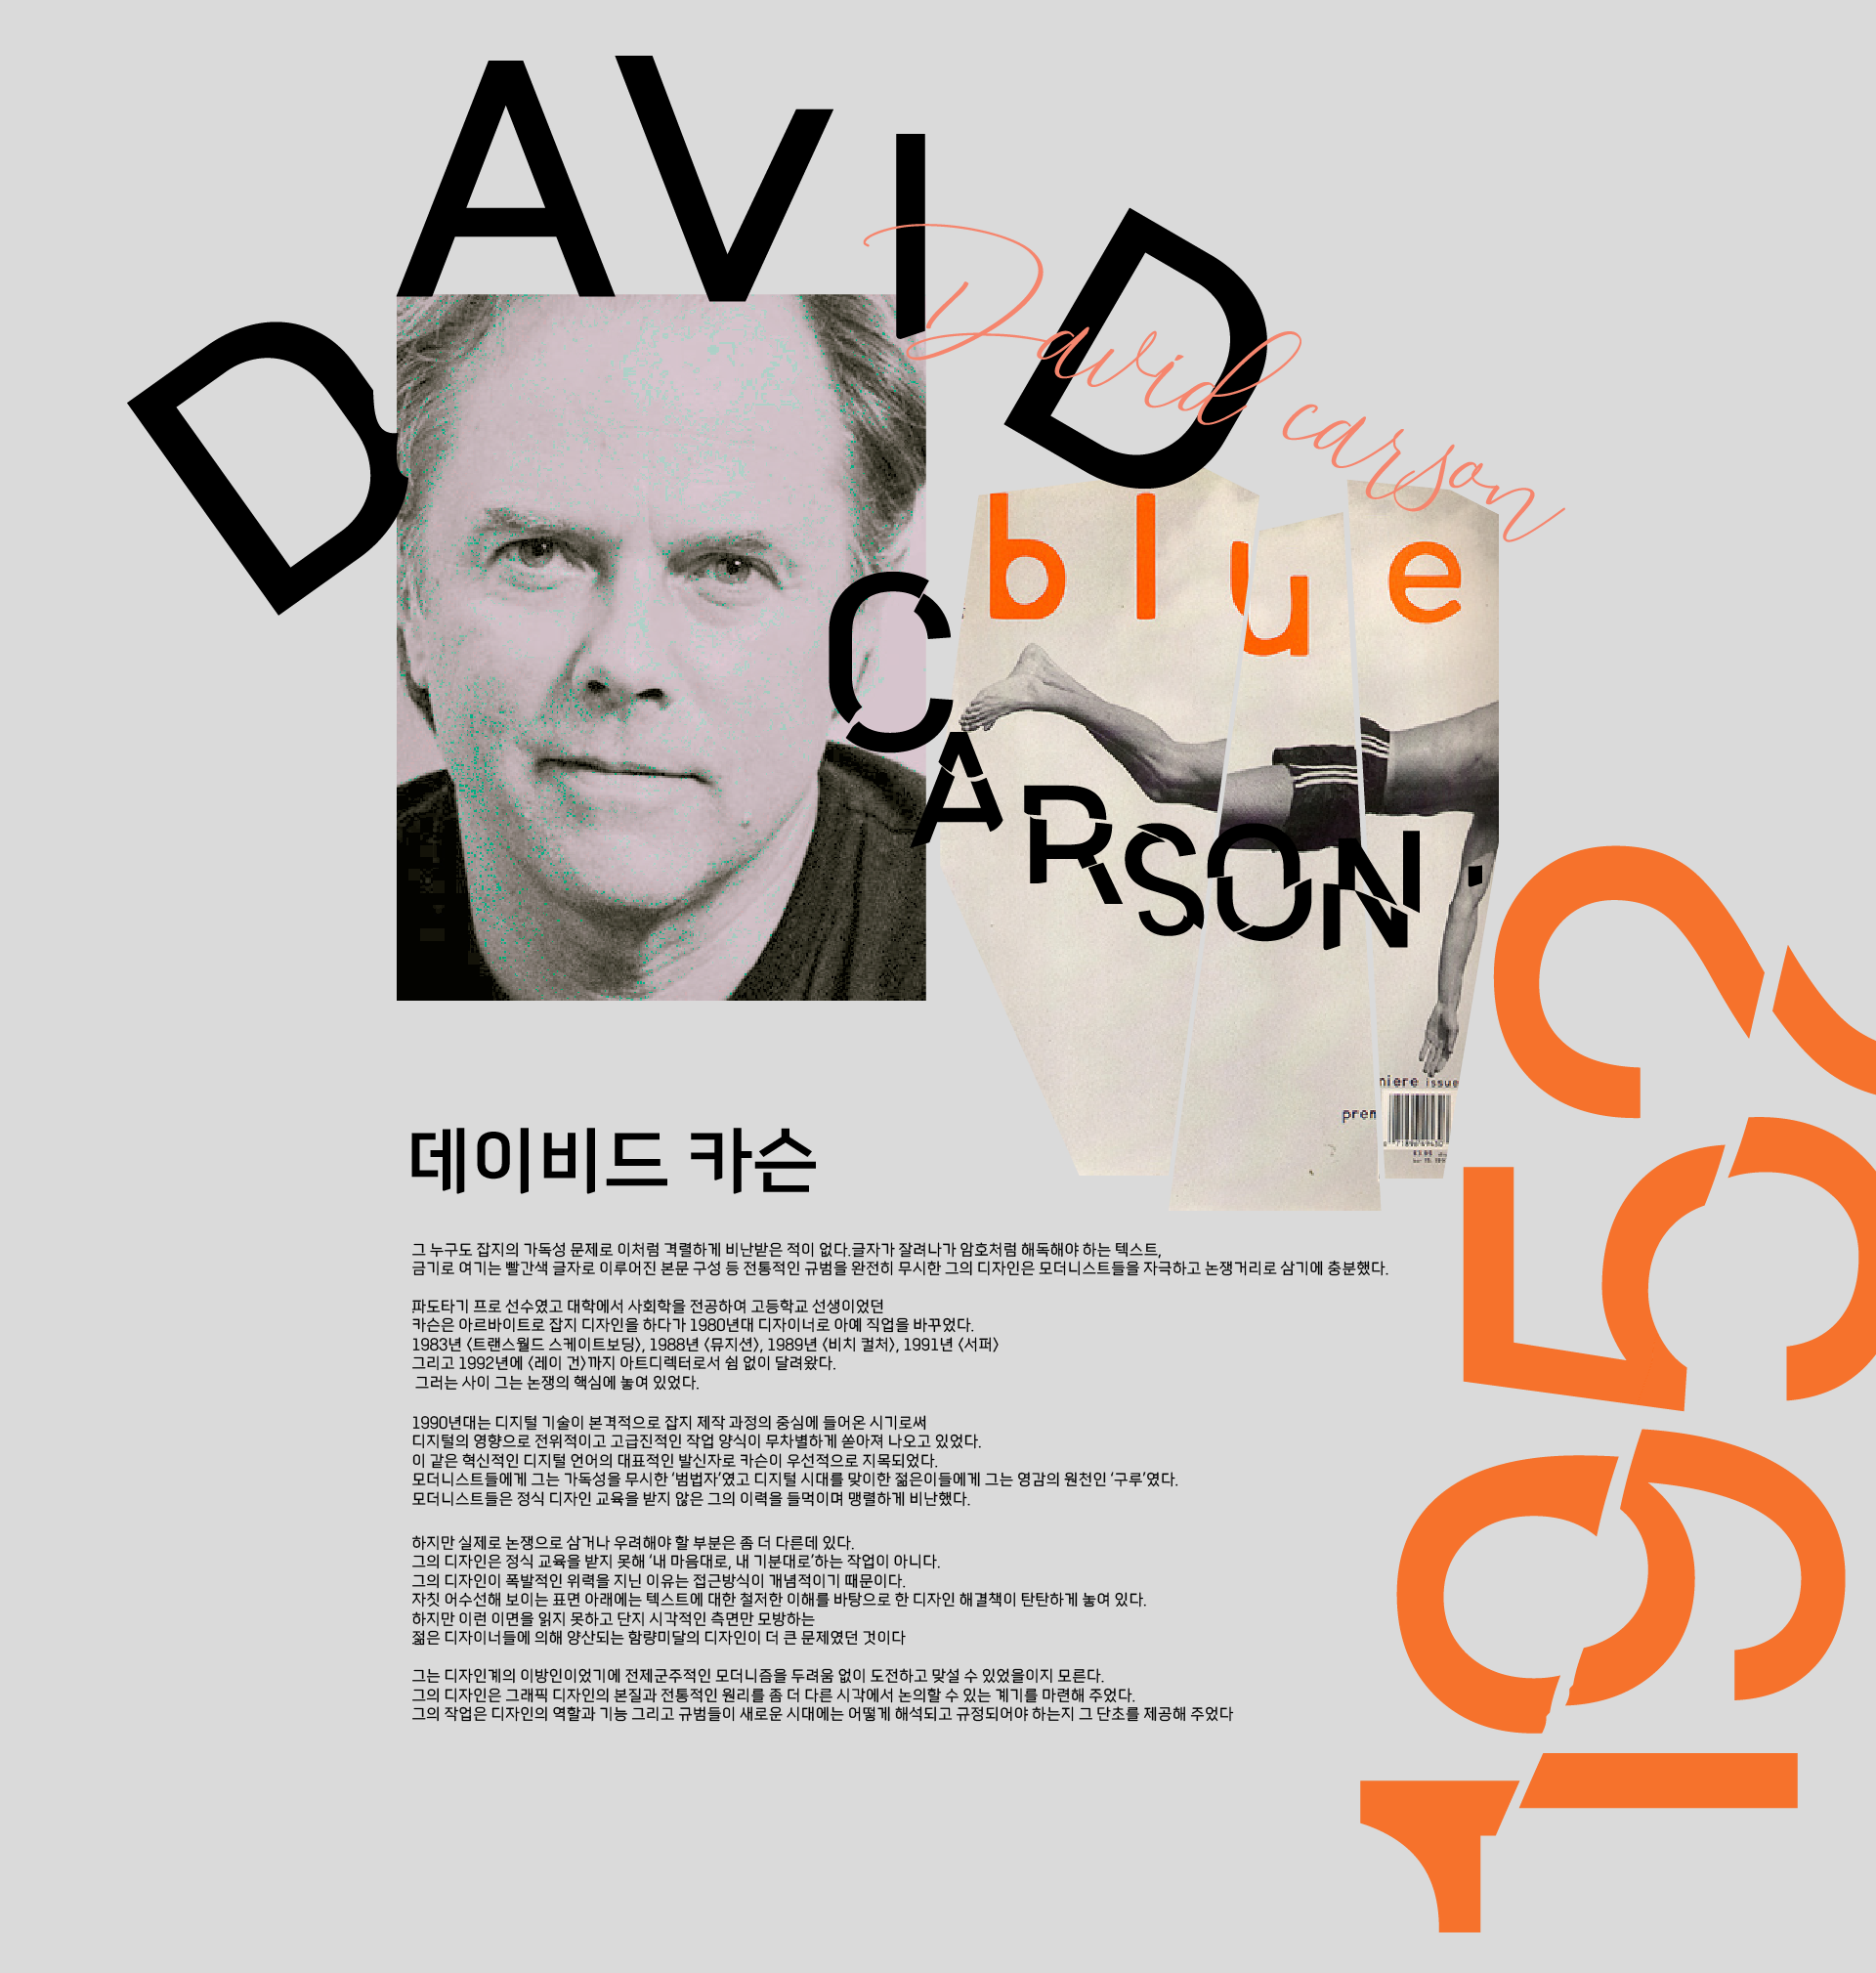 DAVID
David carson
blue
CARSON.
niere issue
prem
1952
데이비드 카슨
그 누구도 잡지의 가독성 문제로 이처럼 격렬하게 비난받은 적이 없다.글자가 잘려나가 암호처럼 해독해야 하는 텍스트,
금기로 여기는 빨간색 글자로 이루어진 본문 구성 등 전통적인 규범을 완전히 무시한 그의 디자인은 모더니스트들을 자극하고 논쟁거리로 삼기에 충분했다.
파도타기 프로 선수였고 대학에서 사회학을 전공하여 고등학교 선생이었던
카슨은 아르바이트로 잡지 디자인을 하다가 1980년대 디자이너로 아예 직업을 바꾸었다.
1983년 〈트랜스월드 스케이트보딩〉, 1988년 〈뮤지션〉, 1989년 〈비치 컬처〉, 1991년 〈서퍼〉
그리고 1992년에 〈레이 건〉까지 아트디렉터로서 쉼 없이 달려왔다.
그러는 사이 그는 논쟁의 핵심에 놓여 있었다.
1990년대는 디지털 기술이 본격적으로 잡지 제작 과정의 중심에 들어온 시기로써
디지털의 영향으로 전위적이고 고급진적인 작업 양식이 무차별하게 쏟아져 나오고 있었다.
이 같은 혁신적인 디지털 언어의 대표적인 발신자로 카슨이 우선적으로 지목되었다.
모더니스트들에게 그는 가독성을 무시한 ‘범법자’였고 디지털 시대를 맞이한 젊은이들에게 그는 영감의 원천인 ‘구루’였다.
모더니스트들은 정식 디자인 교육을 받지 않은 그의 이력을 들먹이며 맹렬하게 비난했다.
하지만 실제로 논쟁으로 삼거나 우려해야 할 부분은 좀 더 다른데 있다.
그의 디자인은 정식 교육을 받지 못해 ‘내 마음대로, 내 기분대로’하는 작업이 아니다.
그의 디자인이 폭발적인 위력을 지닌 이유는 접근방식이 개념적이기 때문이다.
자칫 어수선해 보이는 표면 아래에는 텍스트에 대한 철저한 이해를 바탕으로 한 디자인 해결책이 탄탄하게 놓여 있다.
하지만 이런 이면을 읽지 못하고 단지 시각적인 측면만 모방하는
젊은 디자이너들에 의해 양산되는 함량미달의 디자인이 더 큰 문제였던 것이다
그는 디자인계의 이방인이었기에 전제군주적인 모더니즘을 두려움 없이 도전하고 맞설 수 있었을이지 모른다.
그의 디자인은 그래픽 디자인의 본질과 전통적인 원리를 좀 더 다른 시각에서 논의할 수 있는 계기를 마련해 주었다.
그의 작업은 디자인의 역할과 기능 그리고 규범들이 새로운 시대에는 어떻게 해석되고 규정되어야 하는지 그 단초를 제공해 주었다